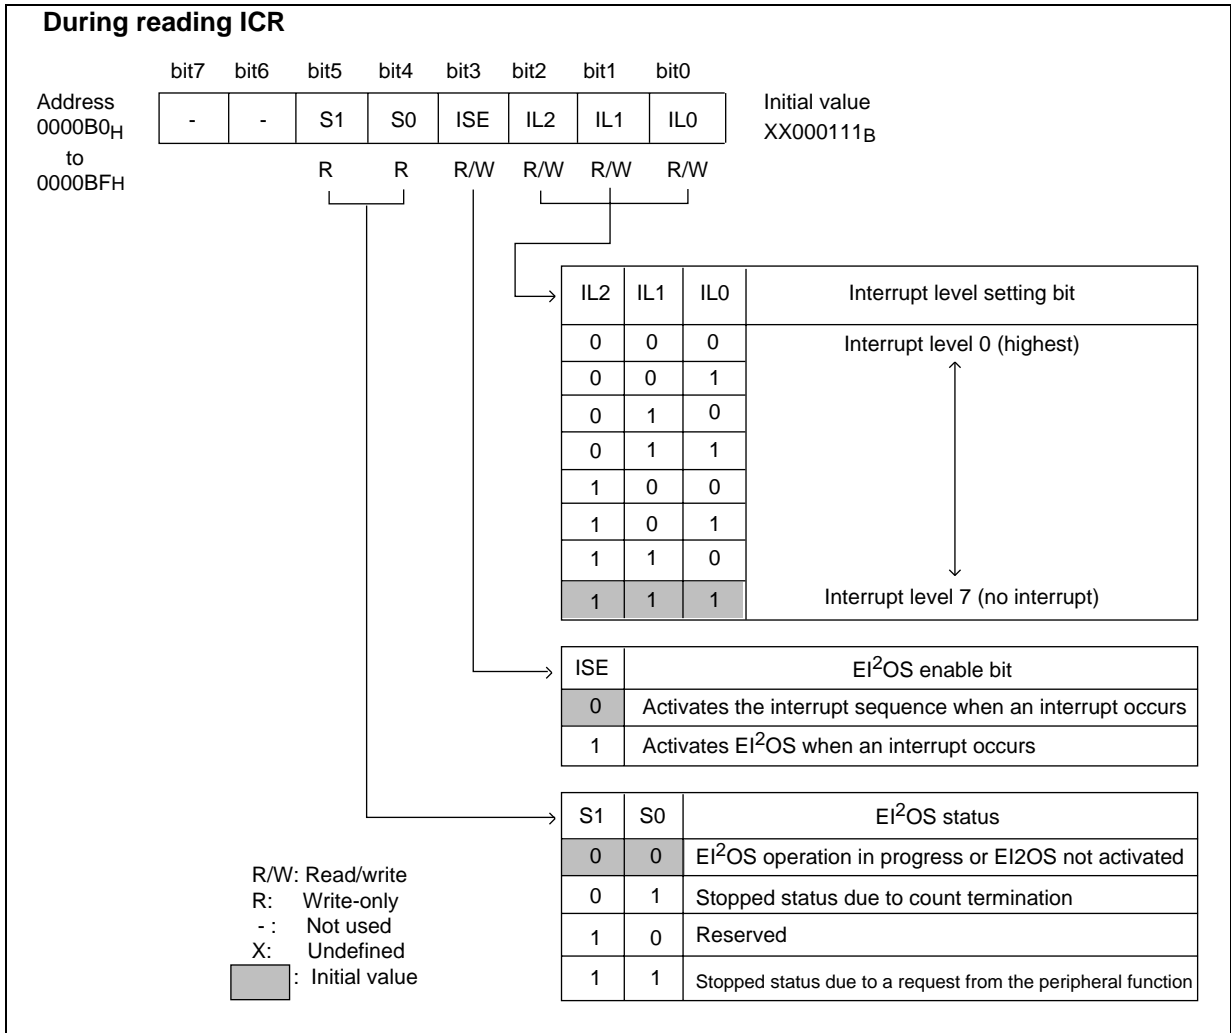 During reading ICR
bit7 bit6 bit5 bit4 bit3 bit2 bit1 bit0
Address
0000B0H
to
0000BFH
- - S1 S0 ISE IL2 IL1 IL0
Initial value
XX000111B
R R R/W R/W R/W R/W
IL2 IL1 IL0 Interrupt level setting bit
0 0 0 Interrupt level 0 (highest)
0 0 1
0 1 0
0 1 1
1 0 0
1 0 1
1 1 0
1 1 1 Interrupt level 7 (no interrupt)
ISE EI2OS enable bit
0 Activates the interrupt sequence when an interrupt occurs
1 Activates EI2OS when an interrupt occurs
S1 S0 EI2OS status
0 0 EI2OS operation in progress or EI2OS not activated
0 1 Stopped status due to count termination
1 0 Reserved
1 1 Stopped status due to a request from the peripheral function
R/W: Read/write
R: Write-only
- : Not used
X: Undefined
: Initial value